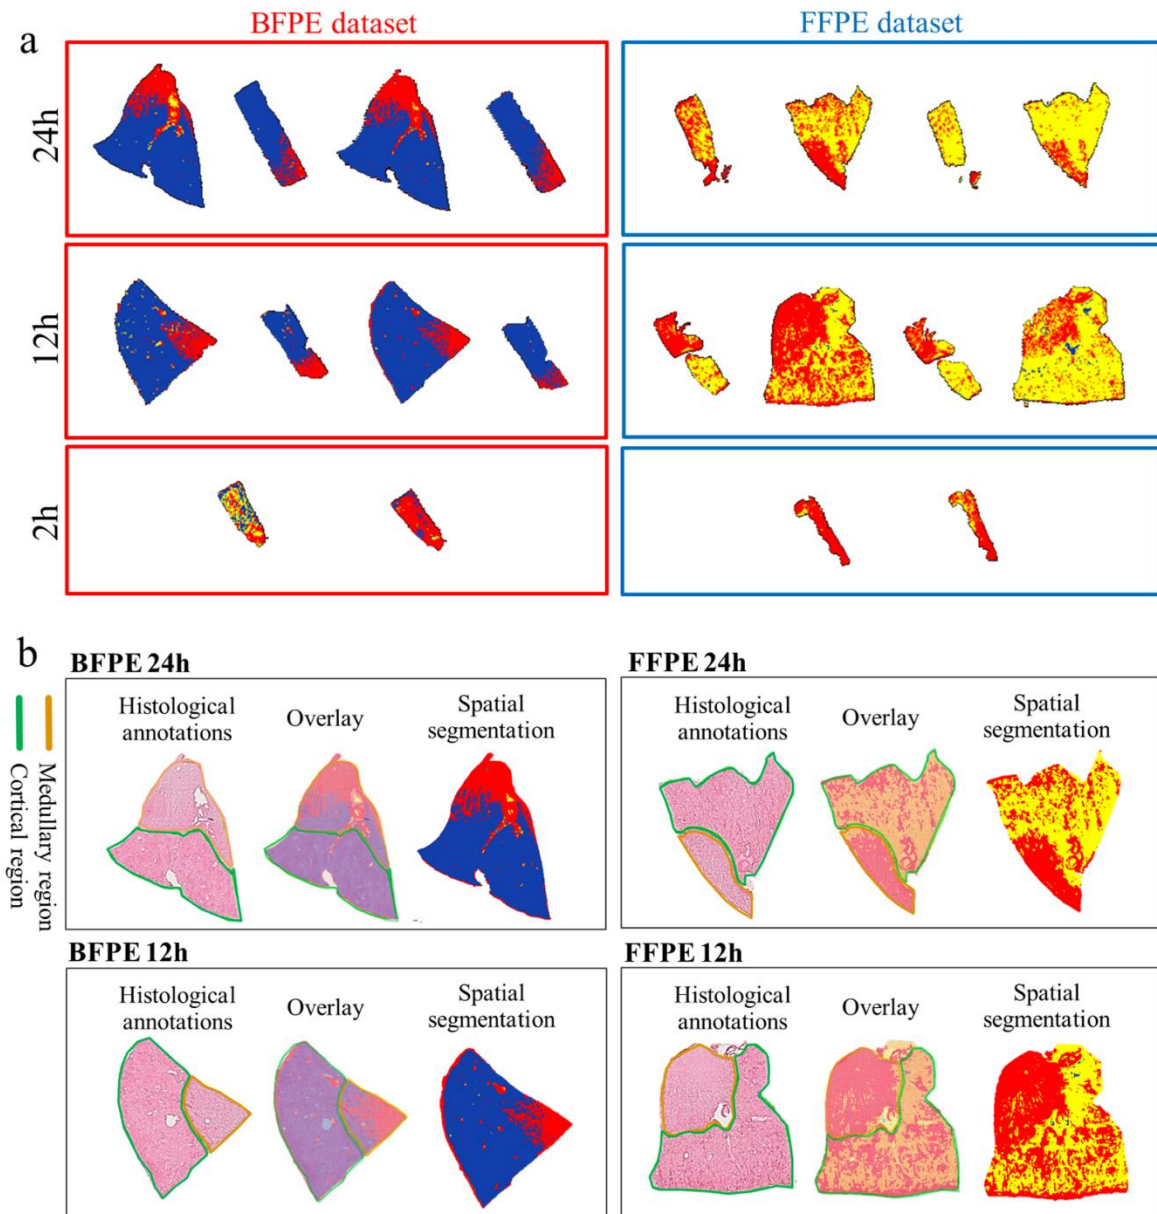 a
BFPE dataset
FFPE dataset
24h
12h
2h
b
Cortical region
Medullary region
BFPE 24h
Histological
annotations
Overlay
Spatial
segmentation
FFPE 24h
Histological
annotations
Overlay
Spatial
segmentation
BFPE 12h
Histological
annotations
Overlay
Spatial
segmentation
FFPE 12h
Histological
annotations
Overlay
Spatial
segmentation